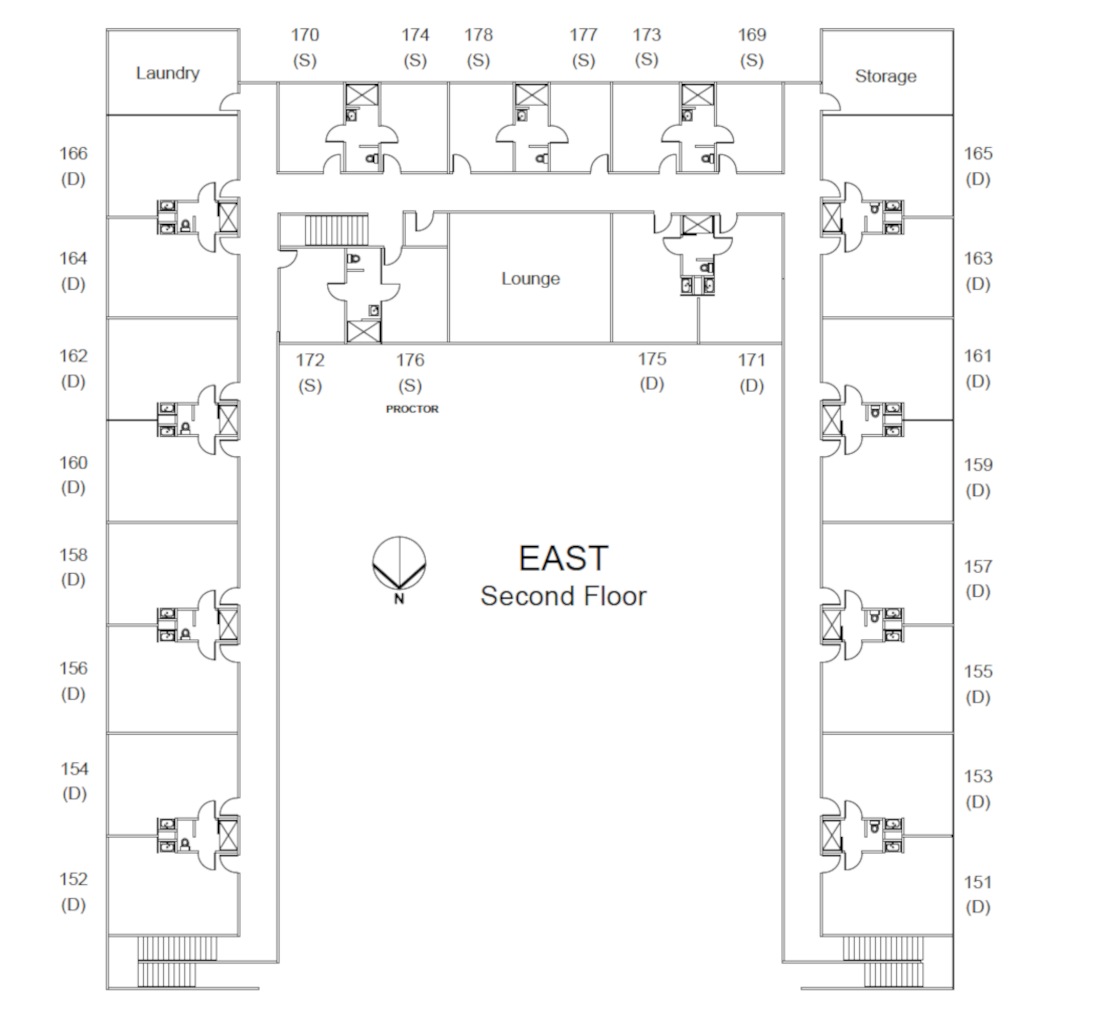 170 174 178 177 173 169
(S) (S) (S) (S) (S) (S)
Laundry
Storage
166
(D)
165
(D)
164
(D)
163
(D)
Lounge
162
(D)
172
(S)
176
(S)
PROCTOR
175
(D)
171
(D)
161
(D)
160
(D)
159
(D)
158
(D)
N
EAST
Second Floor
157
(D)
156
(D)
155
(D)
154
(D)
153
(D)
152
(D)
151
(D)